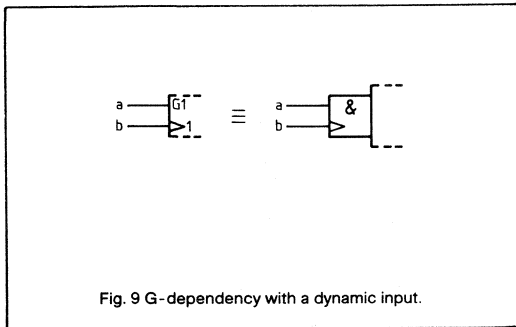 a G1 ≡ a &
b 1 b
Fig. 9 G-dependency with a dynamic input.